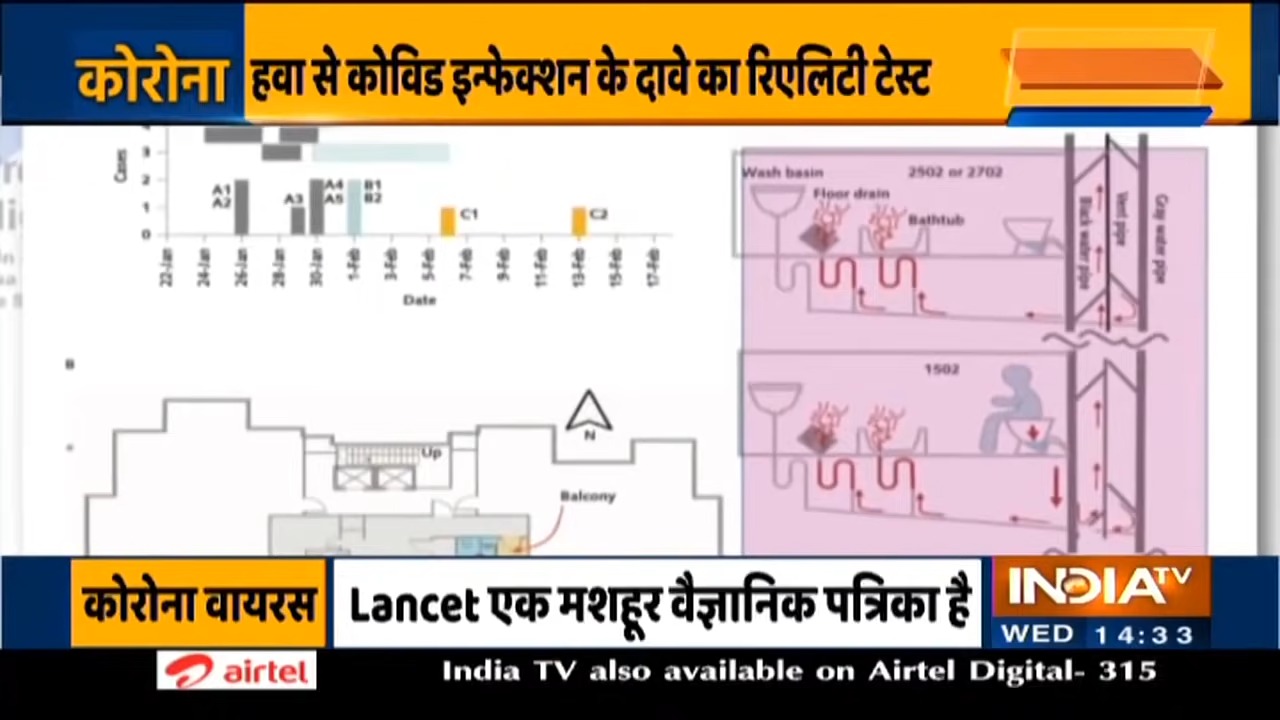 कोरोना
हवा से कोविड इन्फेक्शन के दावे का रिएलिटी टेस्ट
Cases
3
2
1
0
A1
A2
A3
A4
A5
B1
B2
C1
C2
22-Jan
24-Jan
26-Jan
28-Jan
30-Jan
1-Feb
3-Feb
5-Feb
7-Feb
9-Feb
11-Feb
13-Feb
15-Feb
17-Feb
Date
B
Up
N
Balcony
Wash basin
2502 or 2702
Floor drain
Bathtub
Black water pipe
Vent pipe
Gray water pipe
1502
कोरोना वायरस
Lancet एक मशहूर वैज्ञानिक पत्रिका है
INDIA TV
WED 14:33
airtel
India TV also available on Airtel Digital- 315